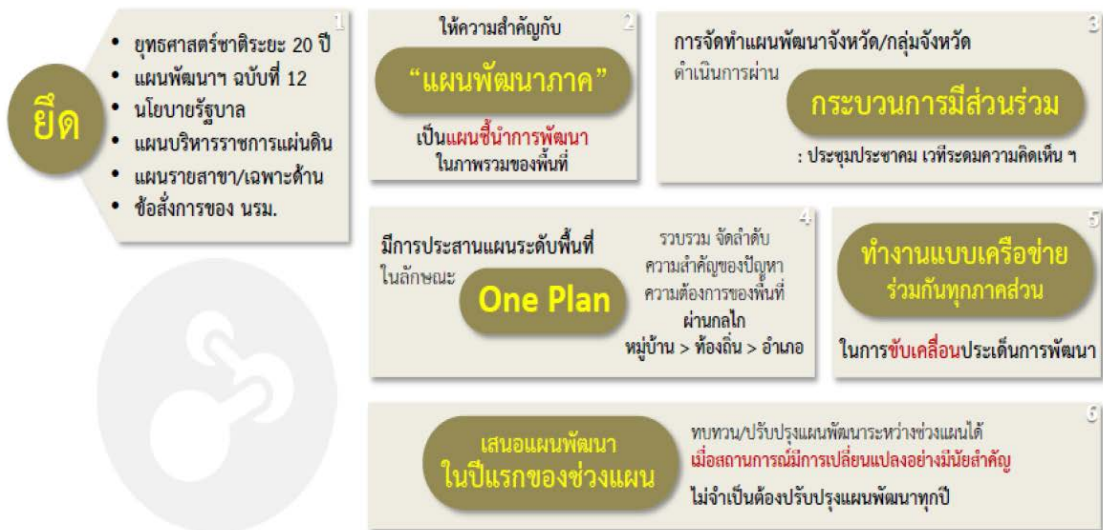 1
ยึด
• ยุทธศาสตร์ชาติระยะ 20 ปี
• แผนพัฒนาฯ ฉบับที่ 12
• นโยบายรัฐบาล
• แผนบริหารราชการแผ่นดิน
• แผนรายสาขา/เฉพาะด้าน
• ข้อสั่งการของ นรม.
2
ให้ความสำคัญกับ
“แผนพัฒนาภาค”
เป็นแผนชี้นำการพัฒนา
ในภาพรวมของพื้นที่
3
การจัดทำแผนพัฒนาจังหวัด/กลุ่มจังหวัด
ดำเนินการผ่าน
กระบวนการมีส่วนร่วม
: ประชุมประชาคม เวทีระดมความคิดเห็น ฯ
4
มีการประสานแผนระดับพื้นที่
ในลักษณะ
One Plan
รวบรวม จัดลำดับ
ความสำคัญของปัญหา
ความต้องการของพื้นที่
ผ่านกลไก
หมู่บ้าน > ท้องถิ่น > อำเภอ
5
ทำงานแบบเครือข่าย
ร่วมกันทุกภาคส่วน
ในการขับเคลื่อนประเด็นการพัฒนา
6
เสนอแผนพัฒนา
ในปีแรกของช่วงแผน
ทบทวน/ปรับปรุงแผนพัฒนาระหว่างช่วงแผนได้
เมื่อสถานการณ์มีการเปลี่ยนแปลงอย่างมีนัยสำคัญ
ไม่จำเป็นต้องปรับปรุงแผนพัฒนาทุกปี